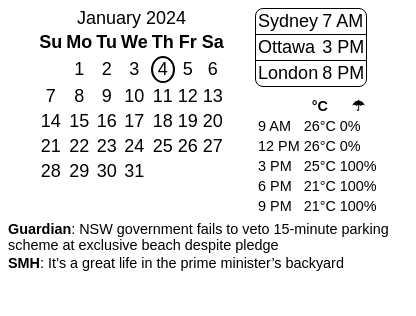 January 2024
Su Mo Tu We Th Fr Sa
1 2 3 4 5 6
7 8 9 10 11 12 13
14 15 16 17 18 19 20
21 22 23 24 25 26 27
28 29 30 31
Sydney 7 AM
Ottawa 3 PM
London 8 PM
°C ☂
9 AM 26°C 0%
12 PM 26°C 0%
3 PM 25°C 100%
6 PM 21°C 100%
9 PM 21°C 100%
Guardian: NSW government fails to veto 15-minute parking
scheme at exclusive beach despite pledge
SMH: It’s a great life in the prime minister’s backyard